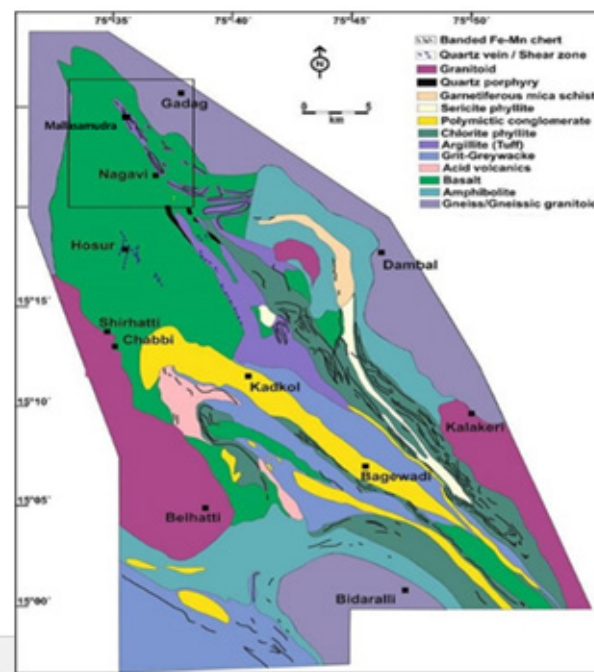 75°35' 75°40' 75°45' 75°50'
N
0 5
km
Banded Fe-Mn chert
Quartz vein / Shear zone
Granitoid
Quartz porphyry
Garnetiferous mica schist
Sericite phyllite
Polymictic conglomerate
Chlorite phyllite
Argillite (Tuff)
Grit-Greywacke
Acid volcanics
Basalt
Amphibolite
Gneiss/Gneissic granitoid
Gadag
Mallasamudra
Nagavi
Hosur
Dambal
15°15'
Shirhatti
Chabbi
Kadkol
15°10'
Kalakeri
Bagewadi
15°05'
Belhatti
15°00'
Bidaralli